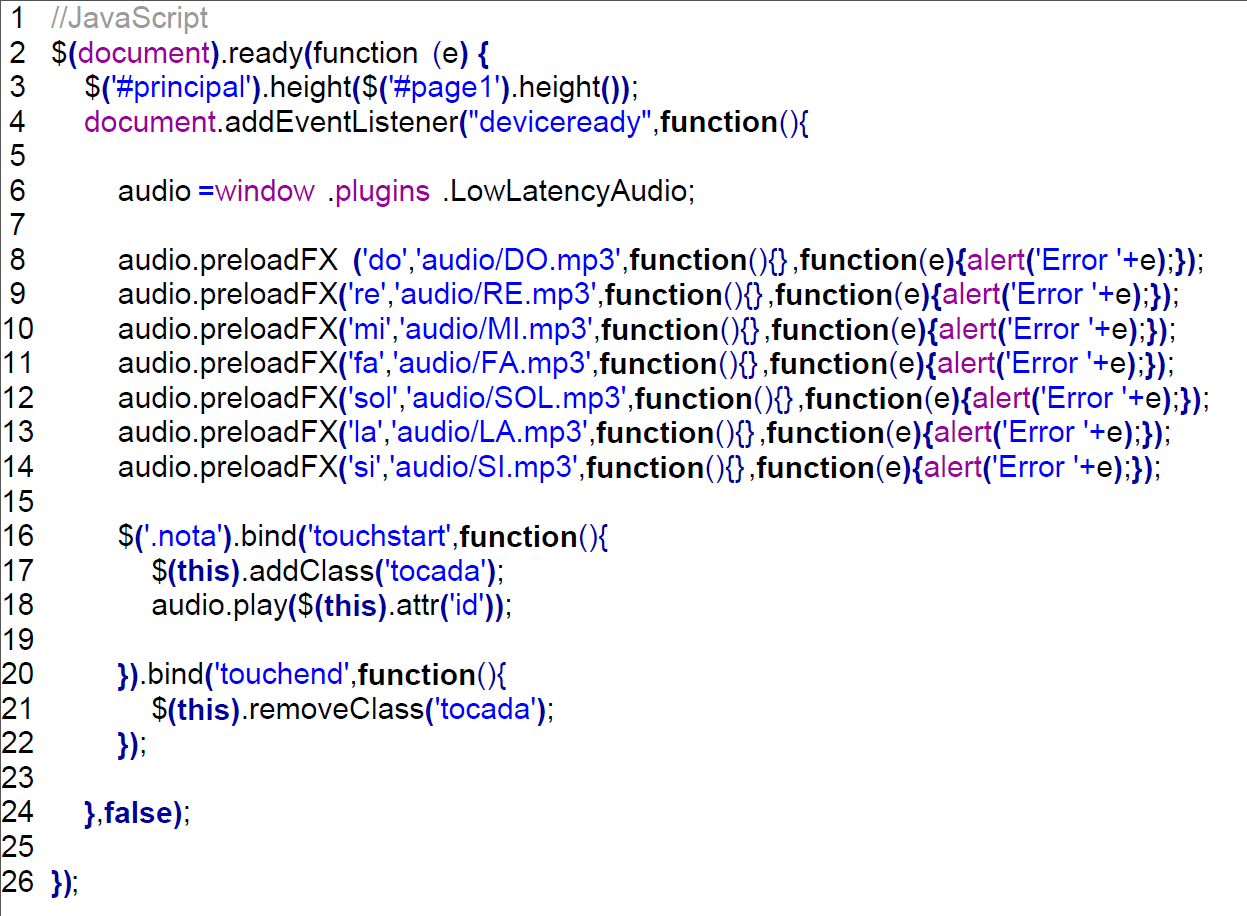 1 //JavaScript
2 $(document).ready(function (e) {
3 $('#principal').height($('#page1').height());
4 document.addEventListener("deviceready",function(){
5
6 audio =window .plugins .LowLatencyAudio;
7
8 audio.preloadFX ('do','audio/DO.mp3',function(){},function(e){alert('Error '+e);});
9 audio.preloadFX('re','audio/RE.mp3',function(){},function(e){alert('Error '+e);});
10 audio.preloadFX('mi','audio/MI.mp3',function(){},function(e){alert('Error '+e);});
11 audio.preloadFX('fa','audio/FA.mp3',function(){},function(e){alert('Error '+e);});
12 audio.preloadFX('sol','audio/SOL.mp3',function(){},function(e){alert('Error '+e);});
13 audio.preloadFX('la','audio/LA.mp3',function(){},function(e){alert('Error '+e);});
14 audio.preloadFX('si','audio/SI.mp3',function(){},function(e){alert('Error '+e);});
15
16 $('.nota').bind('touchstart',function(){
17 $(this).addClass('tocada');
18 audio.play($(this).attr('id'));
19
20 }).bind('touchend',function(){
21 $(this).removeClass('tocada');
22 });
23
24 },false);
25
26 });